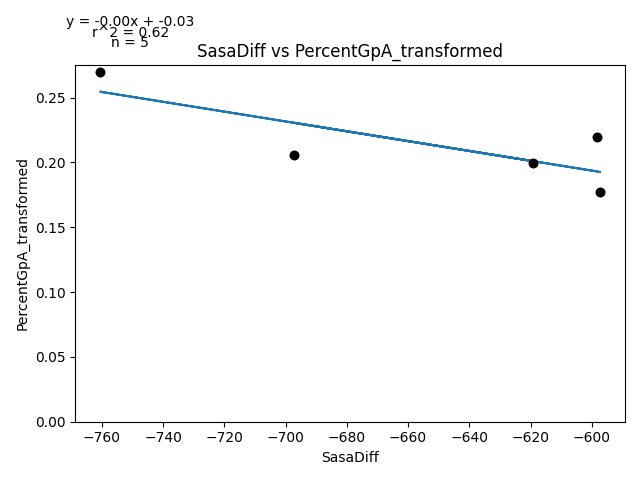 y = -0.00x + -0.03
r^2 = 0.62
n = 5
SasaDiff vs PercentGpA_transformed
0.25
0.20
0.15
0.10
0.05
0.00
PercentGpA_transformed
−760
−740
−720
−700
−680
−660
−640
−620
−600
SasaDiff